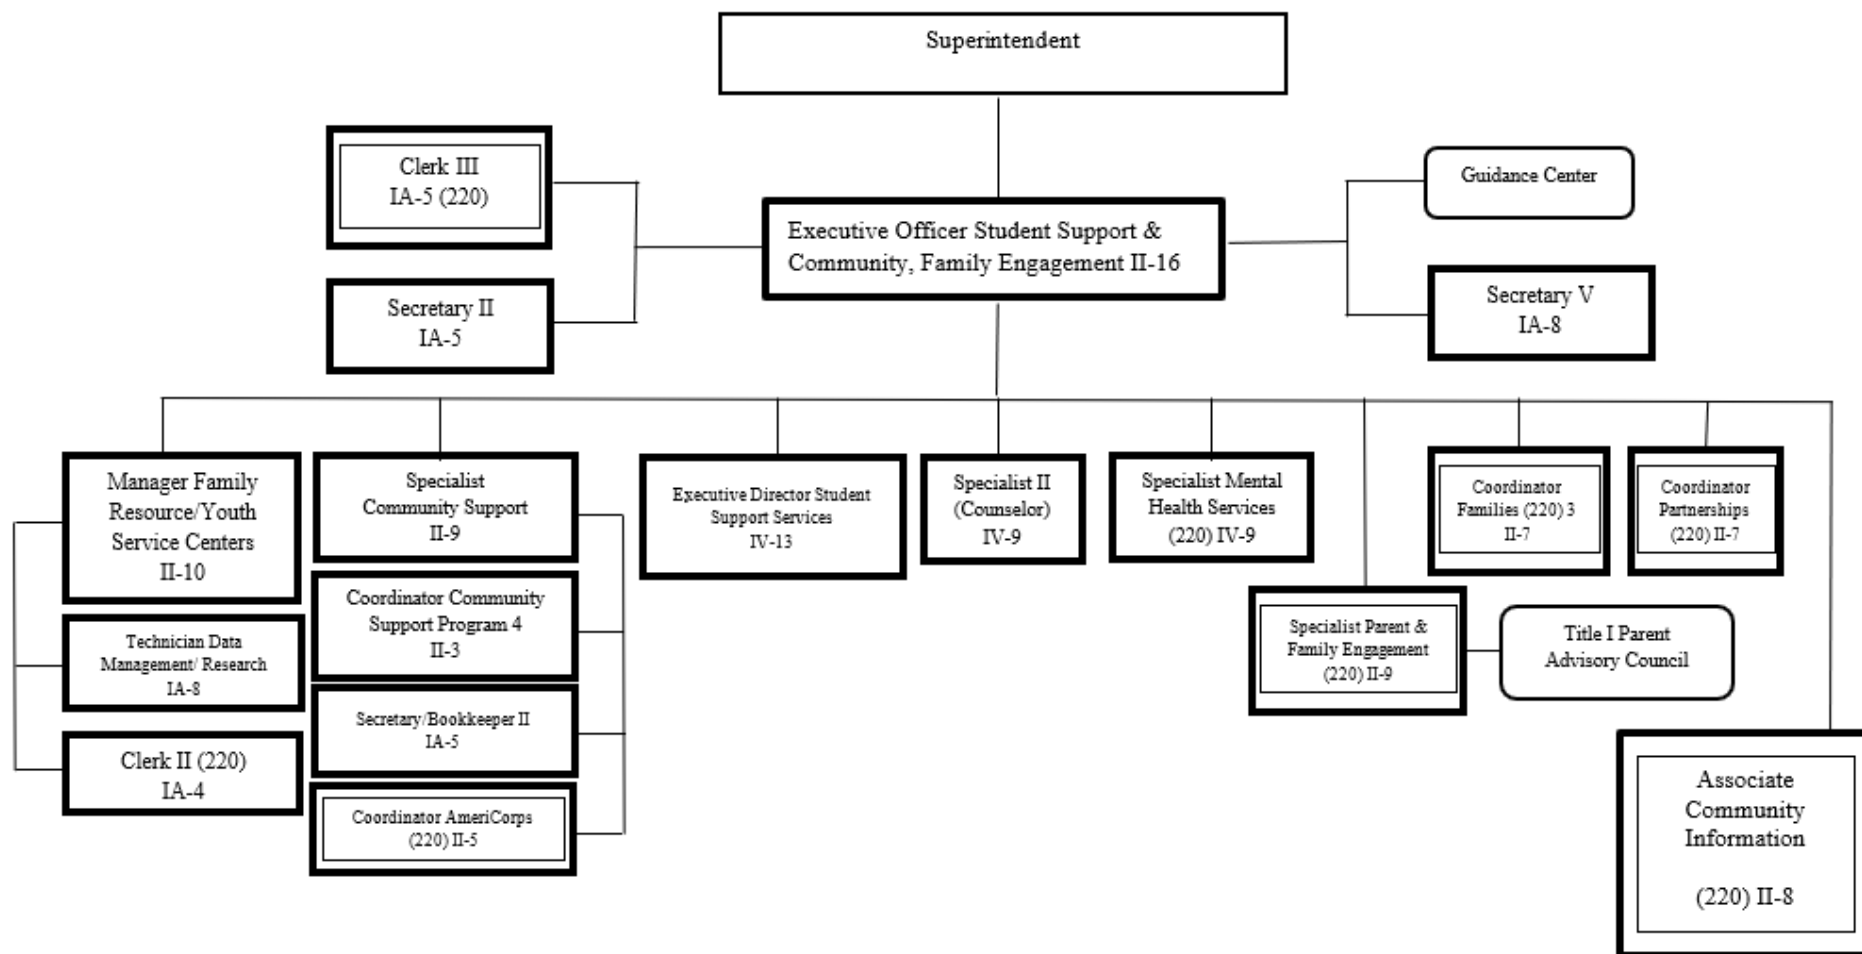 Superintendent
Clerk III
IA-5 (220)
Guidance Center
Executive Officer Student Support &
Community, Family Engagement II-16
Secretary II
IA-5
Secretary V
IA-8
Manager Family
Resource/Youth
Service Centers
II-10
Specialist
Community Support
II-9
Executive Director Student
Support Services
IV-13
Specialist II
(Counselor)
IV-9
Specialist Mental
Health Services
(220) IV-9
Coordinator
Families (220) 3
II-7
Coordinator
Partnerships
(220) II-7
Technician Data
Management/ Research
IA-8
Coordinator Community
Support Program 4
II-3
Specialist Parent &
Family Engagement
(220) II-9
Title I Parent
Advisory Council
Clerk II (220)
IA-4
Secretary/Bookkeeper II
IA-5
Coordinator AmeriCorps
(220) II-5
Associate
Community
Information
(220) II-8